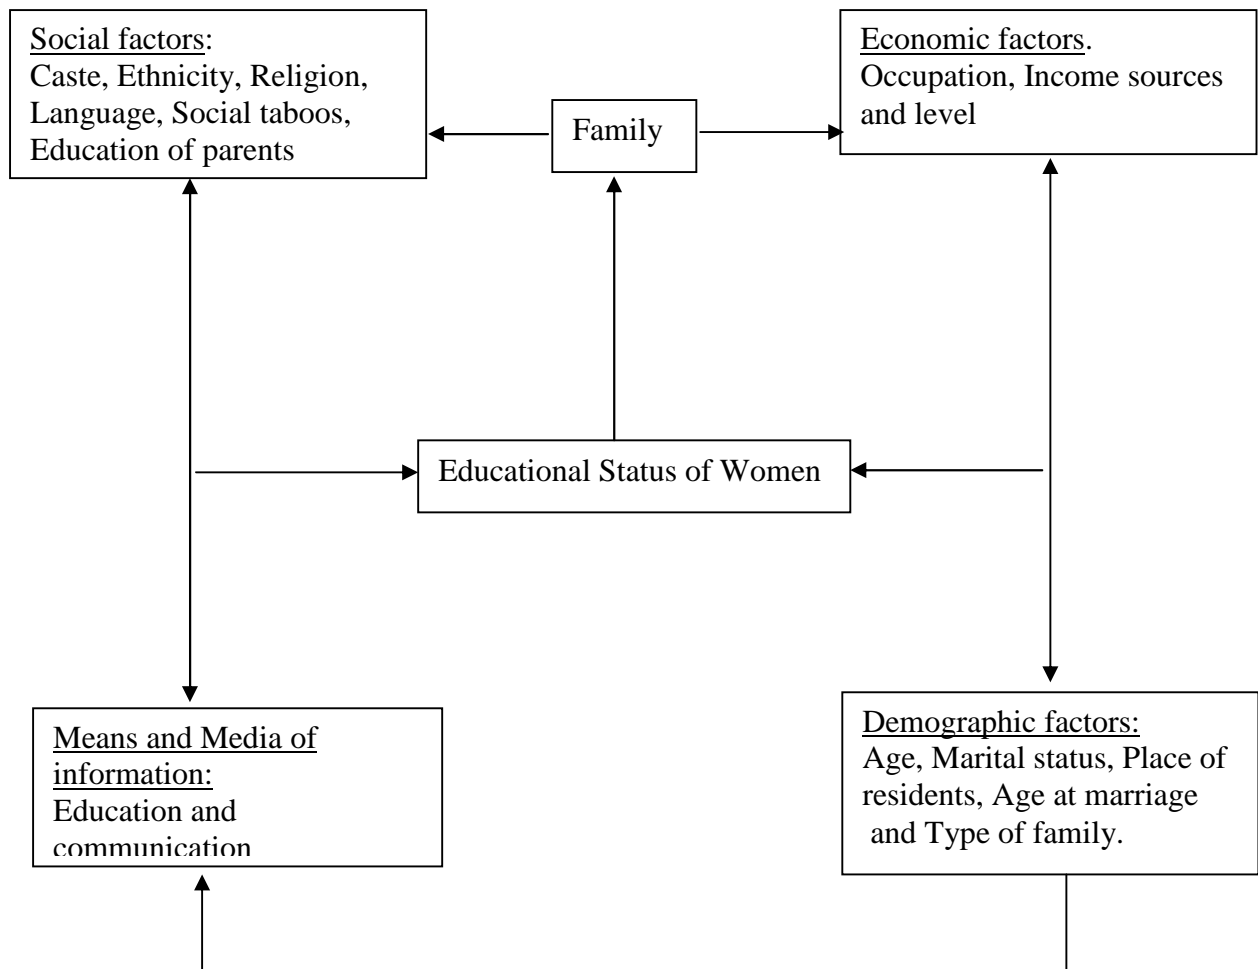 Social factors:
Caste, Ethnicity, Religion,
Language, Social taboos,
Education of parents
Family
Economic factors.
Occupation, Income sources
and level
Educational Status of Women
Means and Media of
information:
Education and
communication
Demographic factors:
Age, Marital status, Place of
residents, Age at marriage
and Type of family.